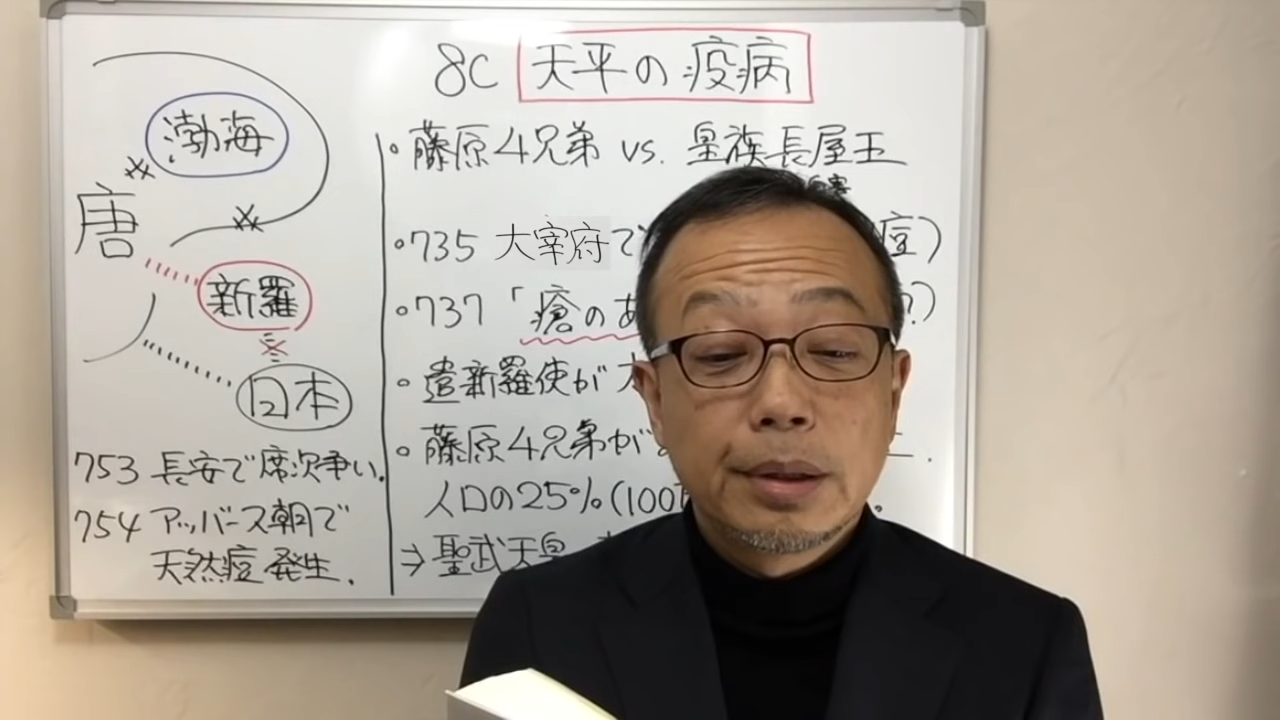 8C 天平の疫病
渤海
唐
新羅
日本
753 長安で席次争い。
754 アッバース朝で
天然痘発生.
・藤原4兄弟 vs. 皇族長屋王
・735 大宰府で
痘)
・737「瘡のあ
?)
・遣新羅使が
・藤原4兄弟が
人口の25%(100
⇒聖武天皇